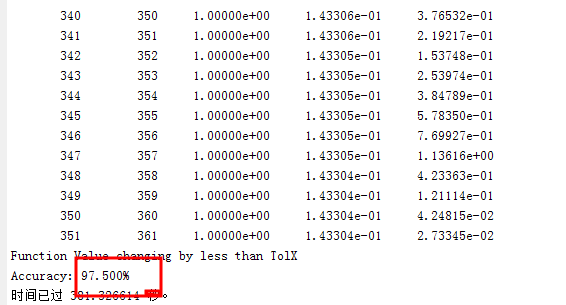 340 350 1.00000e+00 1.43306e-01 3.76532e-01
341 351 1.00000e+00 1.43306e-01 2.19217e-01
342 352 1.00000e+00 1.43305e-01 1.53748e-01
343 353 1.00000e+00 1.43305e-01 2.53974e-01
344 354 1.00000e+00 1.43305e-01 3.84789e-01
345 355 1.00000e+00 1.43305e-01 5.78350e-01
346 356 1.00000e+00 1.43305e-01 7.69927e-01
347 357 1.00000e+00 1.43305e-01 1.13616e+00
348 358 1.00000e+00 1.43304e-01 4.23363e-01
349 359 1.00000e+00 1.43304e-01 1.21114e-01
350 360 1.00000e+00 1.43304e-01 4.24815e-02
351 361 1.00000e+00 1.43304e-01 2.73345e-02
Function Value changing by less than TolX
Accuracy: 97.500%
时间已过 381.326614 秒。